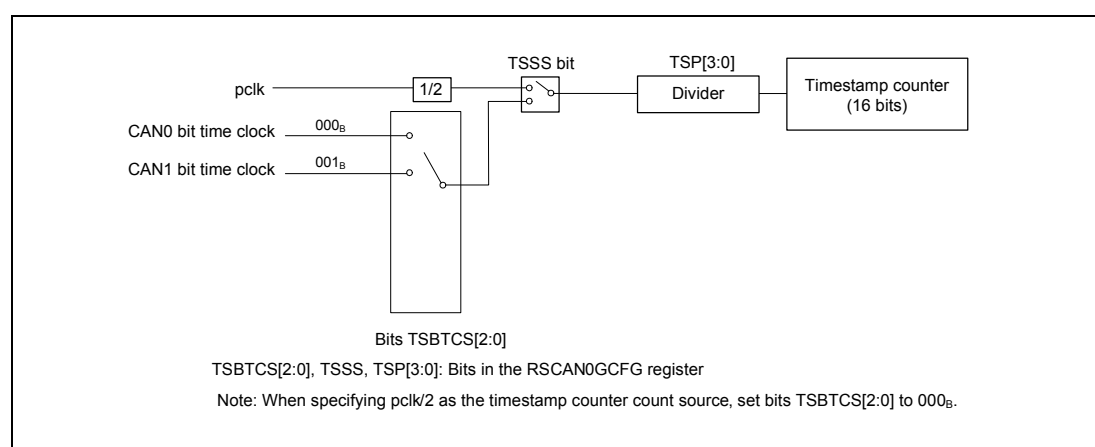 TSSS bit
TSP[3:0]
pclk
1/2
Divider
Timestamp counter
(16 bits)
CAN0 bit time clock
000B
CAN1 bit time clock
001B
Bits TSBTCS[2:0]
TSBTCS[2:0], TSSS, TSP[3:0]: Bits in the RSCAN0GCFG register
Note: When specifying pclk/2 as the timestamp counter count source, set bits TSBTCS[2:0] to 000B.